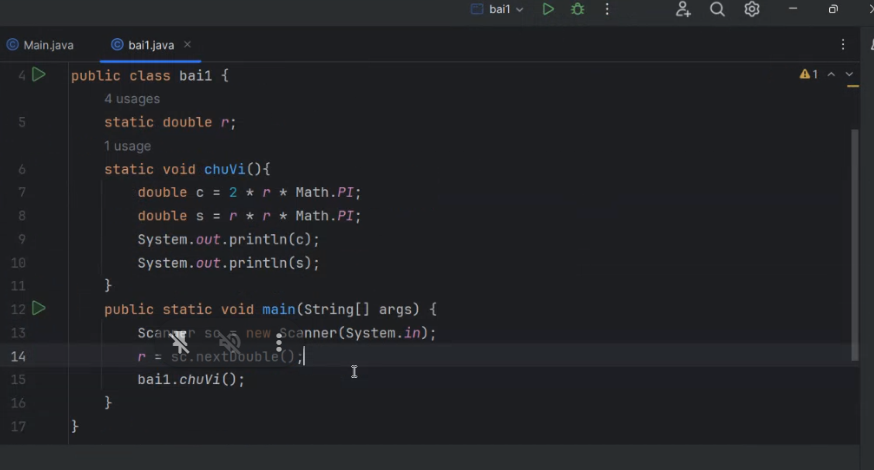 bai1
Main.java
bai1.java
4 public class bai1 {
1
4 usages
5 static double r;
1 usage
6 static void chuVi(){
7 double c = 2 * r * Math.PI;
8 double s = r * r * Math.PI;
9 System.out.println(c);
10 System.out.println(s);
11 }
12 public static void main(String[] args) {
13 Scanner sc = new Scanner(System.in);
14 r = sc.nextDouble();
15 bai1.chuVi();
16 }
17 }